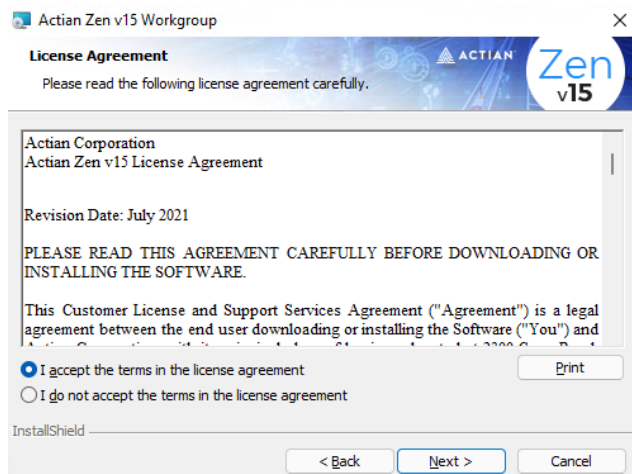 Actian Zen v15 Workgroup
License Agreement
Please read the following license agreement carefully.
ACTIAN
Zen
v15
Actian Corporation
Actian Zen v15 License Agreement
Revision Date: July 2021
PLEASE READ THIS AGREEMENT CAREFULLY BEFORE DOWNLOADING OR
INSTALLING THE SOFTWARE.
This Customer License and Support Services Agreement ("Agreement") is a legal
agreement between the end user downloading or installing the Software ("You") and
I accept the terms in the license agreement
Print
I do not accept the terms in the license agreement
InstallShield
< Back
Next >
Cancel